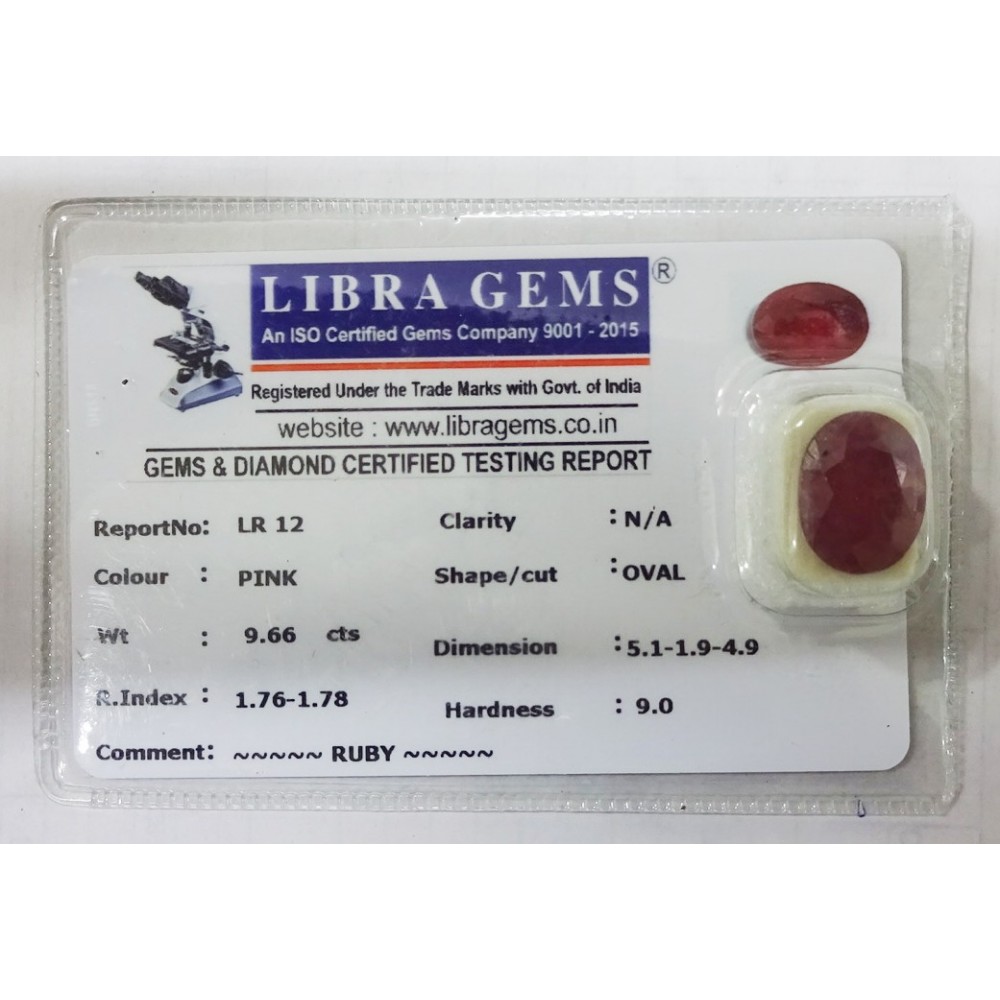 LIBRA GEMS ®
An ISO Certified Gems Company 9001 - 2015
Registered Under the Trade Marks with Govt. of India
website : www.libragems.co.in
GEMS & DIAMOND CERTIFIED TESTING REPORT
ReportNo: LR 12 Clarity : N/A
Colour : PINK Shape/cut : OVAL
Wt : 9.66 cts Dimension : 5.1-1.9-4.9
R.Index : 1.76-1.78 Hardness : 9.0
Comment: ~~~~~ RUBY ~~~~~